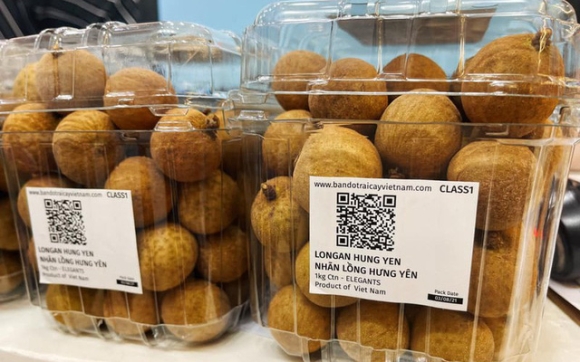 www.bandotraicayvietnam.com CLASS1
LONGAN HUNG YEN
NHÃN LỒNG HƯNG YÊN
1kg Ctn - ELEGANTS
Product of Viet Nam
www.bandotraicayvietnam.com CLASS1
LONGAN HUNG YEN
NHÃN LỒNG HƯNG YÊN
1kg Ctn - ELEGANTS
Product of Viet Nam
Pack Date